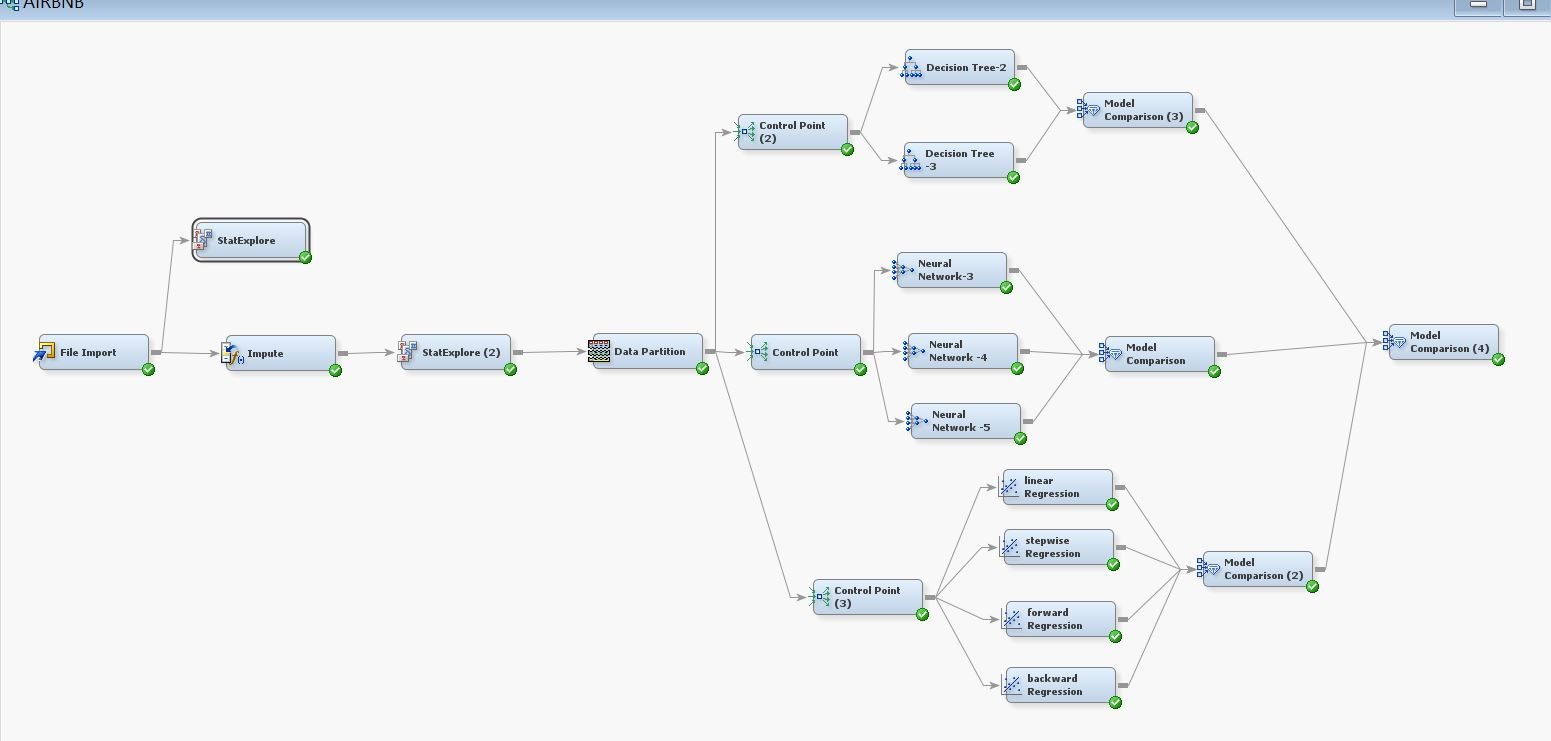 AIRBNB
Decision Tree-2
Model
Comparison (3)
Control Point
(2)
Decision Tree
-3
StatExplore
Neural
Network-3
File Import
Impute
StatExplore (2)
Data Partition
Control Point
Neural
Network -4
Model
Comparison
Model
Comparison (4)
Neural
Network -5
linear
Regression
stepwise
Regression
Control Point
(3)
Model
Comparison (2)
forward
Regression
backward
Regression